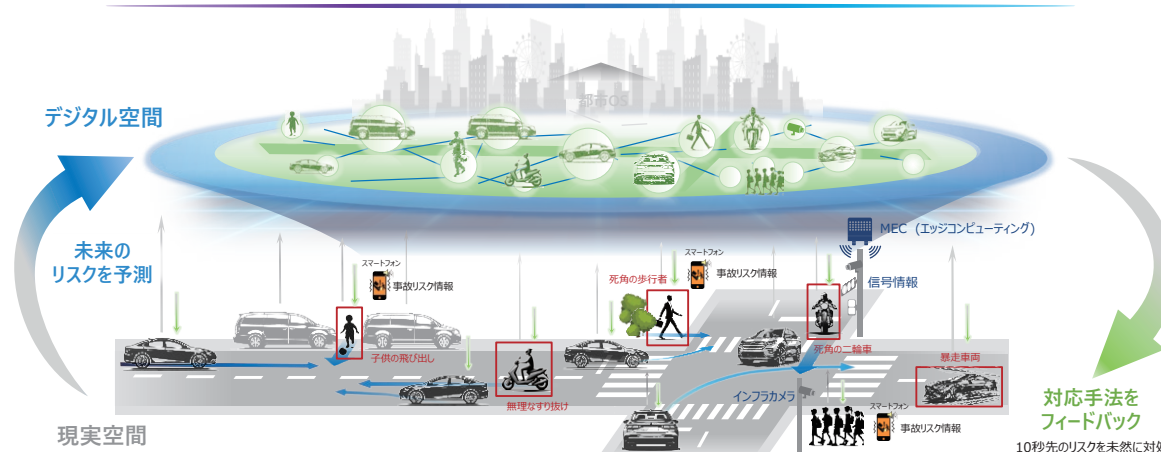 都市OS
デジタル空間
MEC（エッジコンピューティング）
未来の
リスクを予測
スマートフォン
事故リスク情報
スマートフォン
事故リスク情報
死角の歩行者
信号情報
子供の飛び出し
死角の二輪車
暴走車両
無理なすり抜け
インフラカメラ
スマートフォン
事故リスク情報
対応手法を
フィードバック
現実空間
10秒先のリスクを未然に対処